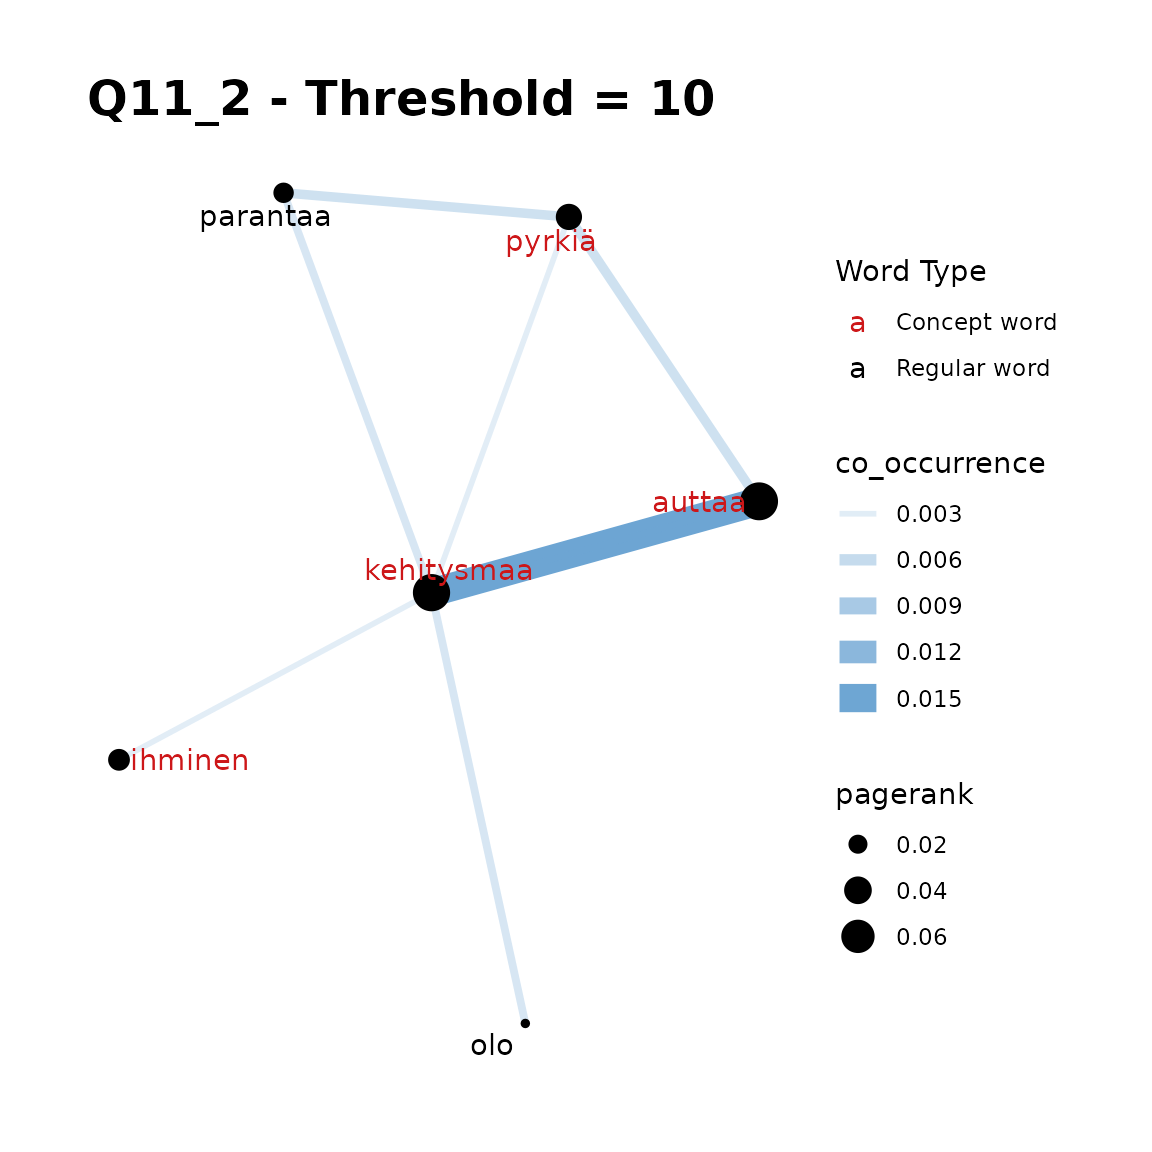 Q11_2 - Threshold = 10
parantaa
pyrkiä
auttaa
kehitysmaa
ihminen
olo
Word Type
a Concept word
a Regular word
co_occurrence
0.003
0.006
0.009
0.012
0.015
pagerank
0.02
0.04
0.06